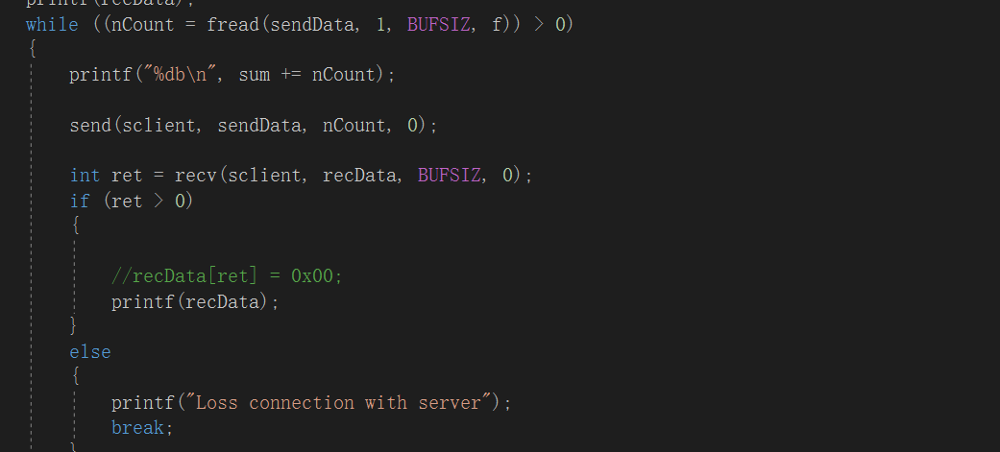 printf(recData);
while ((nCount = fread(sendData, 1, BUFSIZ, f)) > 0)
{
printf("%db\n", sum += nCount);
send(sclient, sendData, nCount, 0);
int ret = recv(sclient, recData, BUFSIZ, 0);
if (ret > 0)
{
//recData[ret] = 0x00;
printf(recData);
}
else
{
printf("Loss connection with server");
break;
}